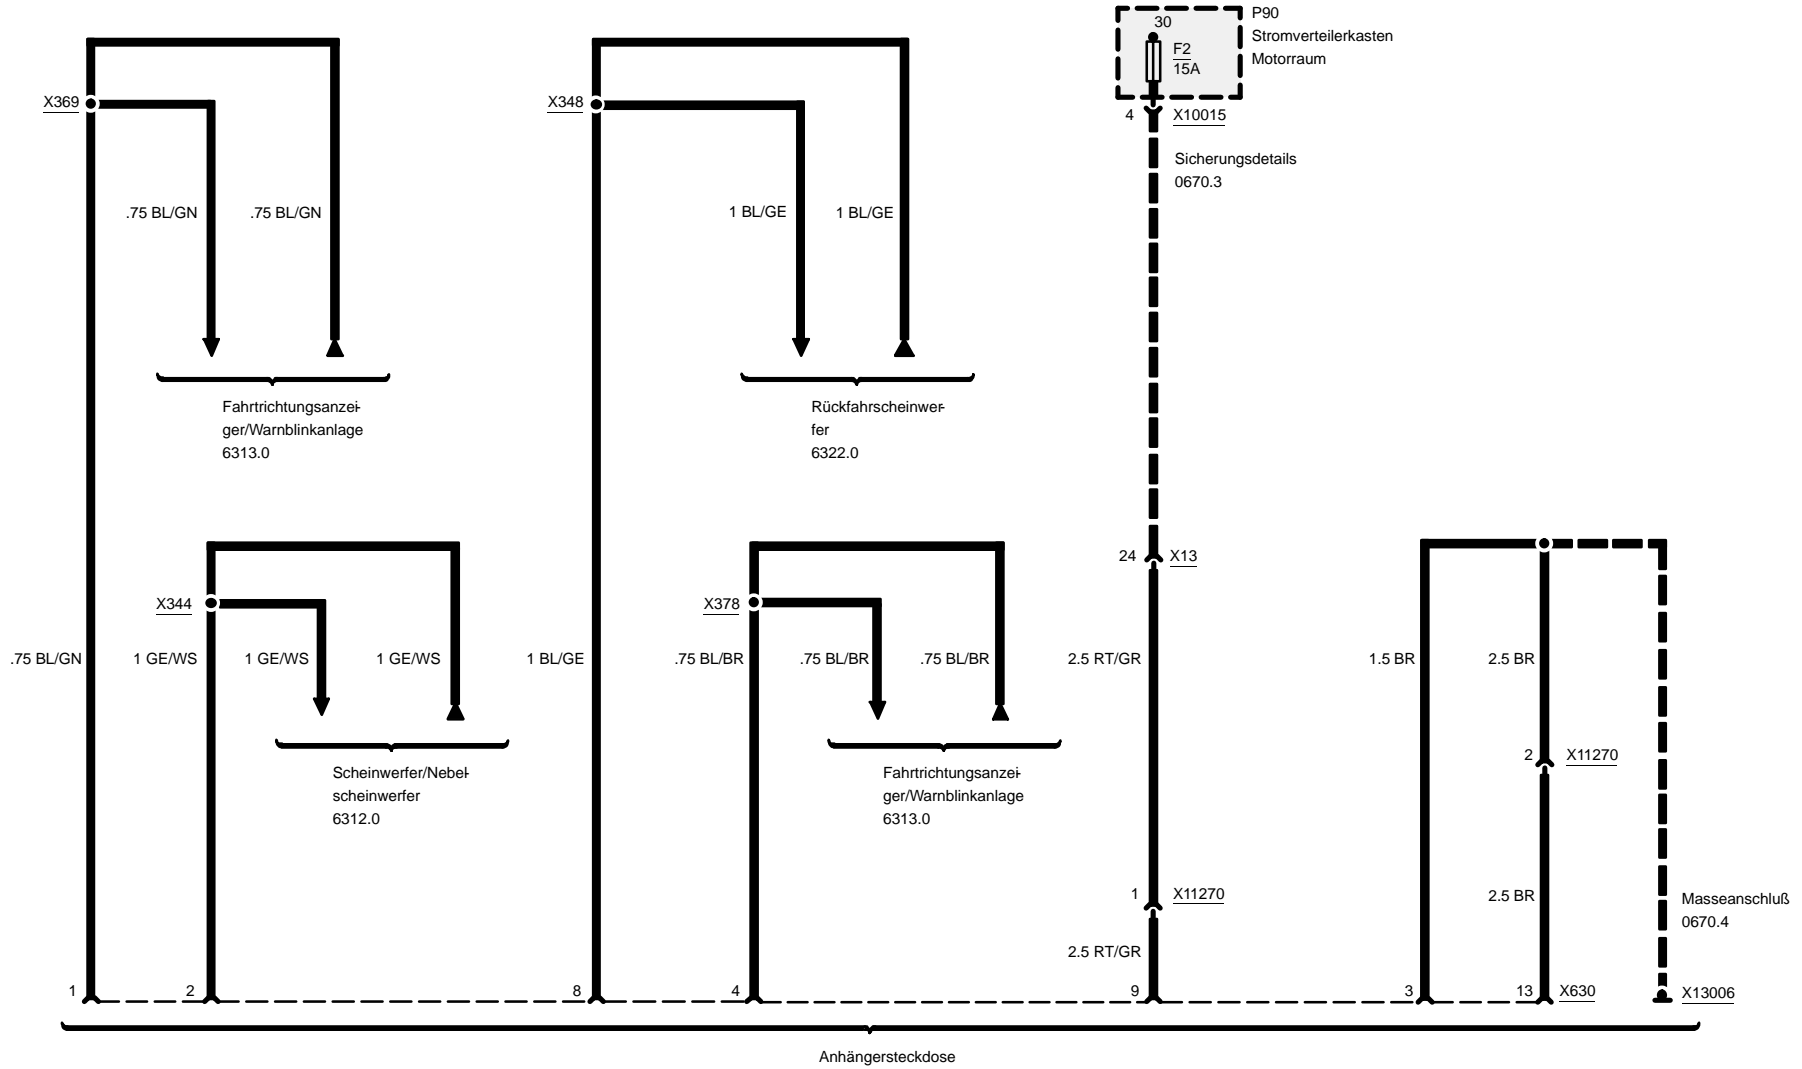 P90
30
Stromverteilerkasten
F2
Motorraum
15A
X369
X348
4
X10015
Sicherungsdetails
0670.3
.75 BL/GN
.75 BL/GN
1 BL/GE
1 BL/GE
Fahrtrichtungsanzei-
ger/Warnblinkanlage
6313.0
Rückfahrscheinwer-
fer
6322.0
24
X13
X344
X378
.75 BL/GN
1 GE/WS
1 GE/WS
1 GE/WS
1 BL/GE
.75 BL/BR
.75 BL/BR
.75 BL/BR
2.5 RT/GR
1.5 BR
2.5 BR
2
X11270
Scheinwerfer/Nebel-
scheinwerfer
6312.0
Fahrtrichtungsanzei-
ger/Warnblinkanlage
6313.0
1
X11270
2.5 BR
Masseanschluß
0670.4
2.5 RT/GR
1
2
8
4
9
3
13
X630
X13006
Anhängersteckdose